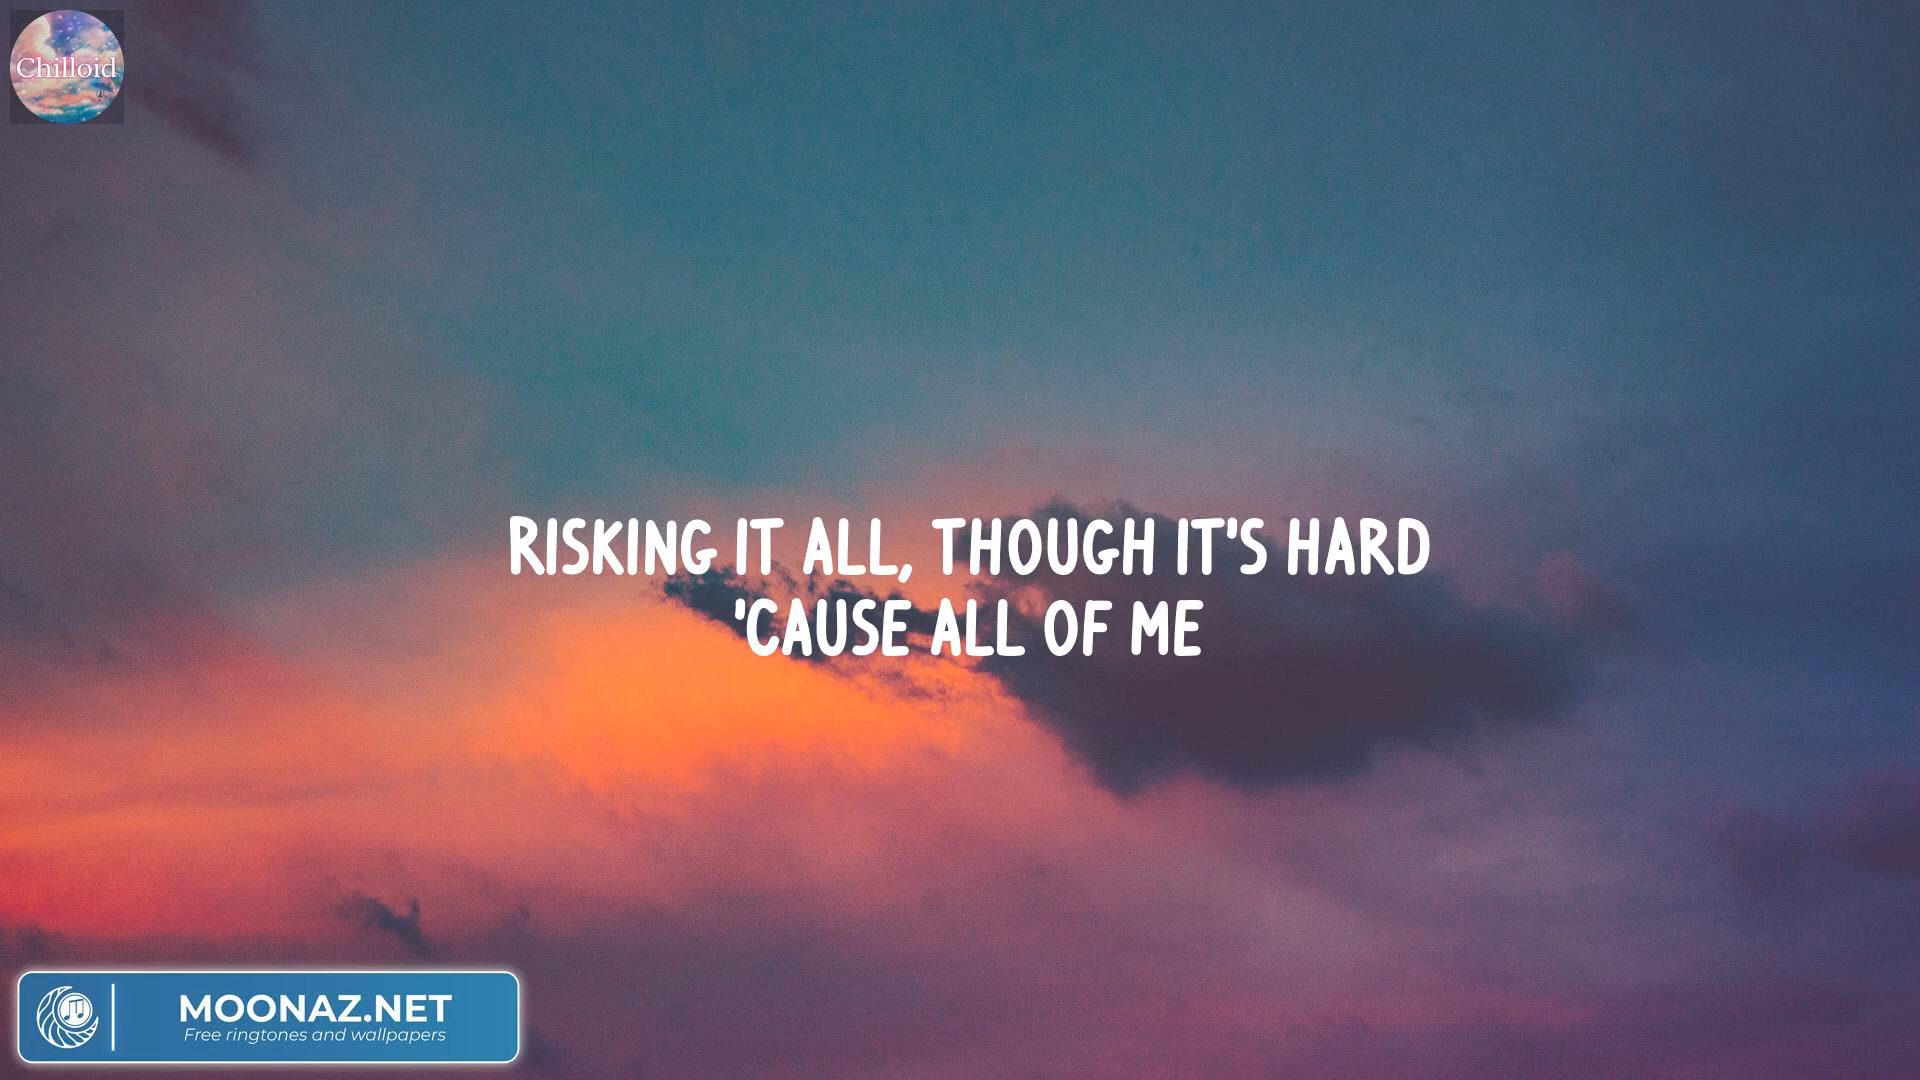 Chilloid
RISKING IT ALL, THOUGH IT'S HARD
'CAUSE ALL OF ME
MOONAZ.NET
Free ringtones and wallpapers